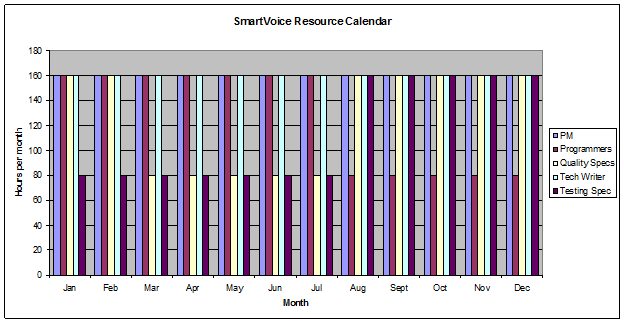 SmartVoice Resource Calendar
180
160
140
120
100
80
60
40
20
0
Hours per month
Jan Feb Mar Apr May Jun Jul Aug Sept Oct Nov Dec
Month
PM
Programmers
Quality Specs
Tech Writer
Testing Spec